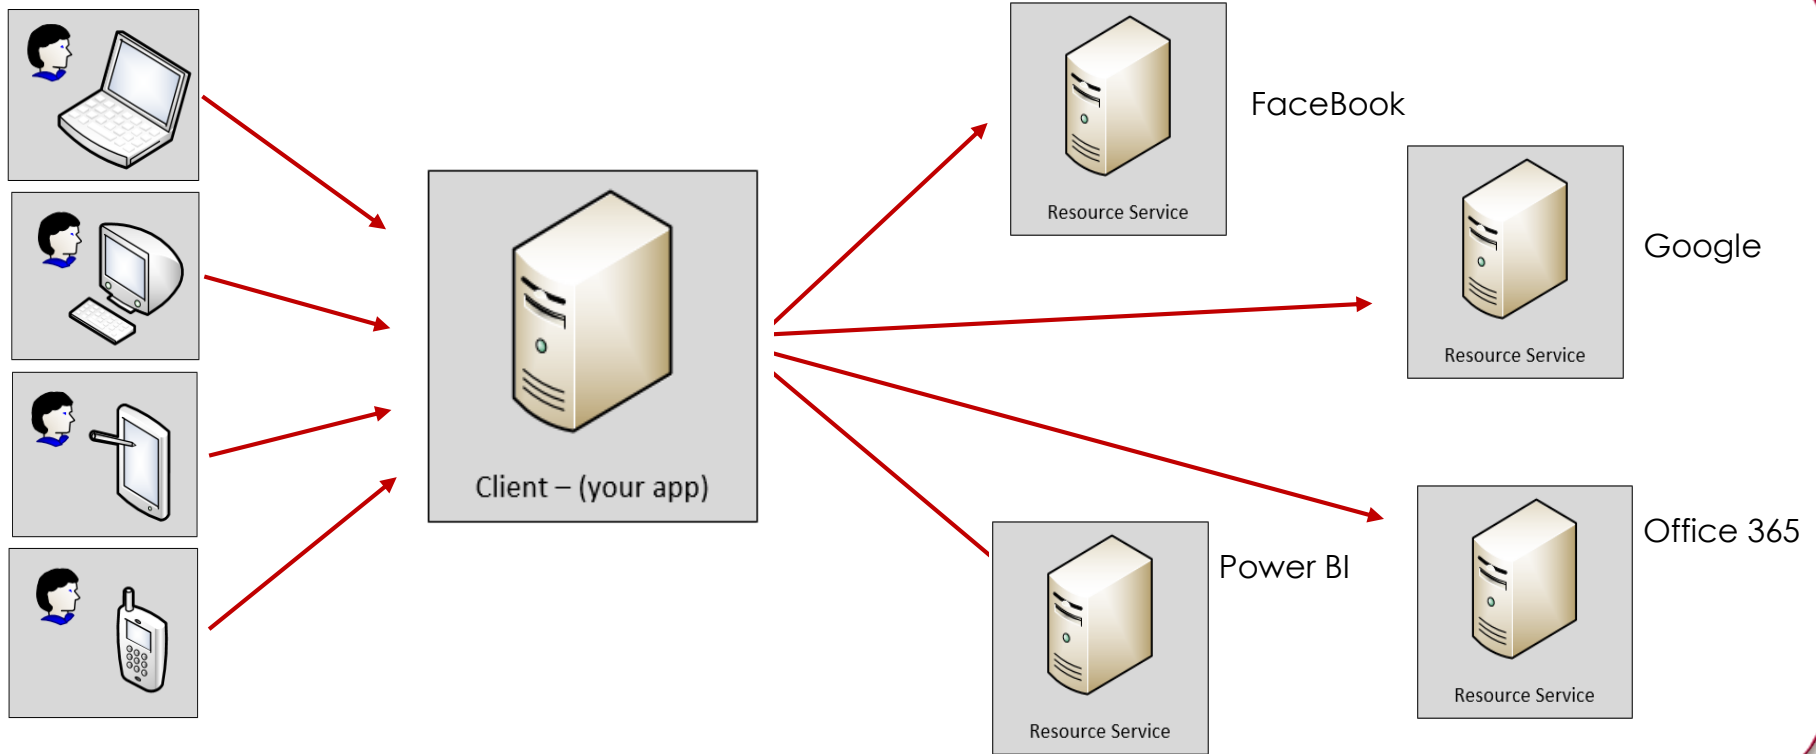 Resource Service
FaceBook
Resource Service
Google
Client – (your app)
Resource Service
Power BI
Resource Service
Office 365